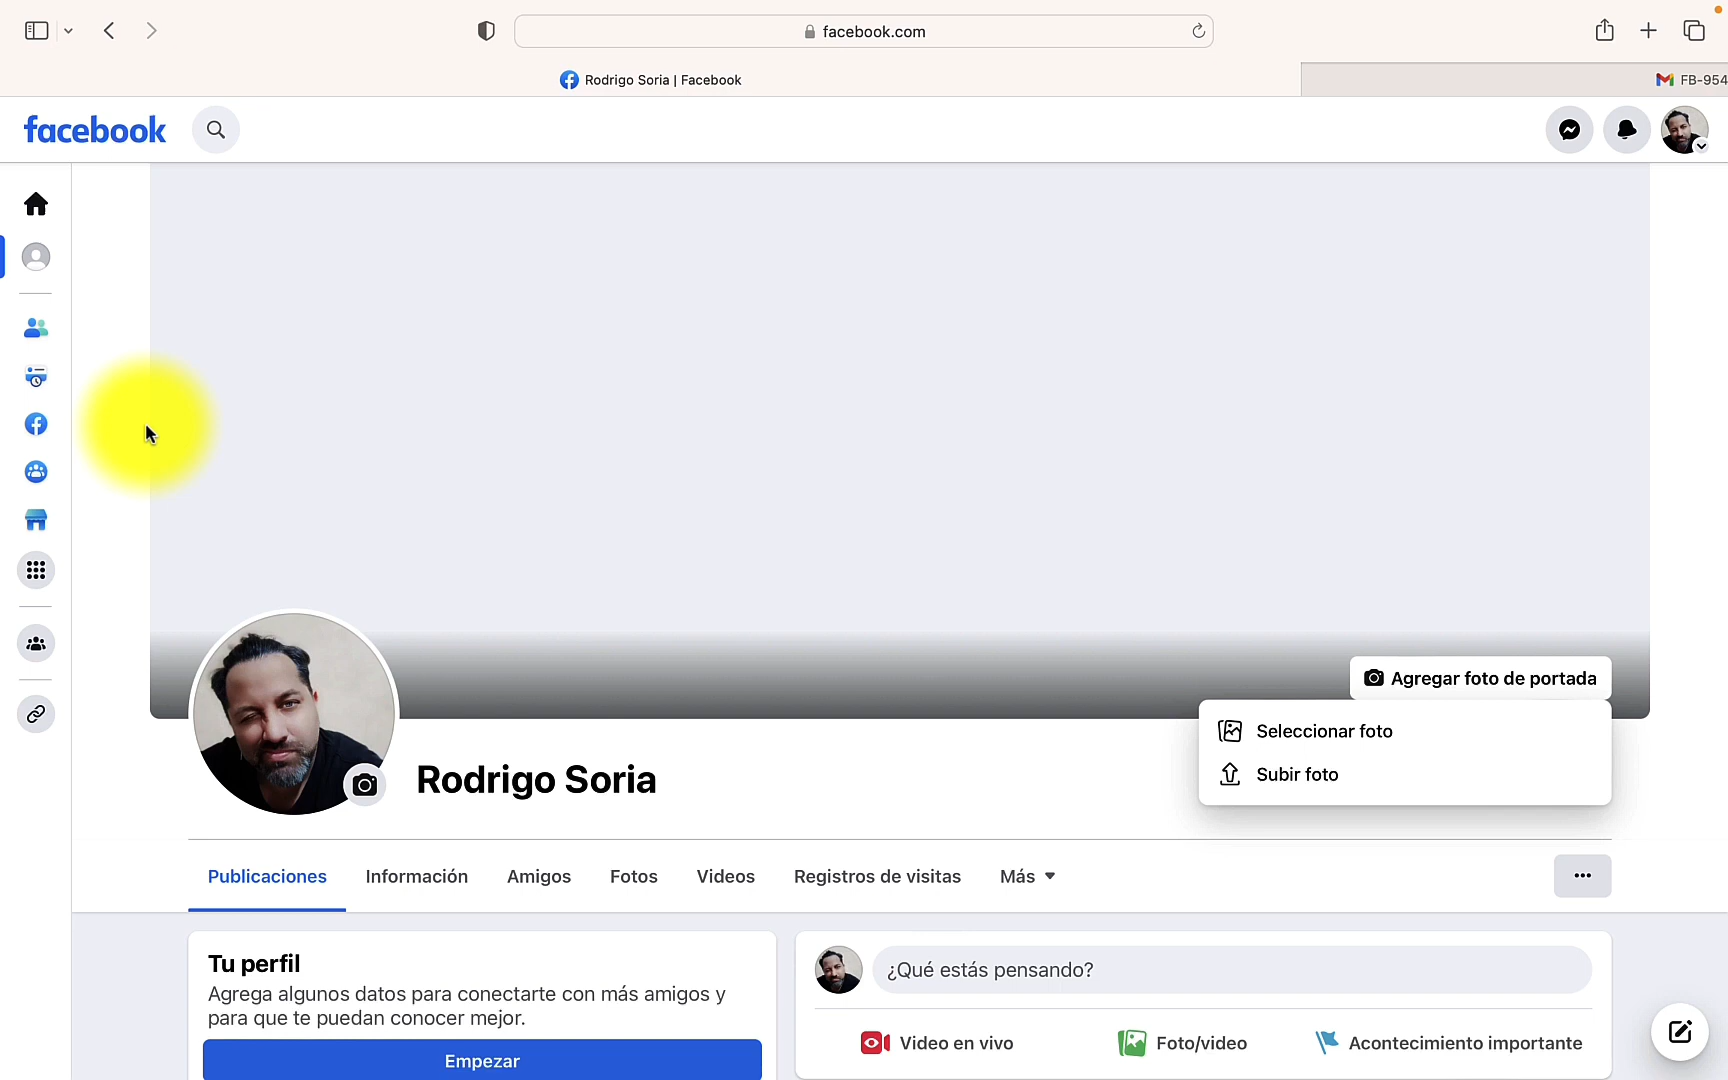 facebook.com
Rodrigo Soria | Facebook
FB-954
facebook
Agregar foto de portada
Seleccionar foto
Subir foto
Rodrigo Soria
Publicaciones Información Amigos Fotos Videos Registros de visitas Más
Tu perfil
Agrega algunos datos para conectarte con más amigos y
para que te puedan conocer mejor.
Empezar
¿Qué estás pensando?
Video en vivo Foto/video Acontecimiento importante